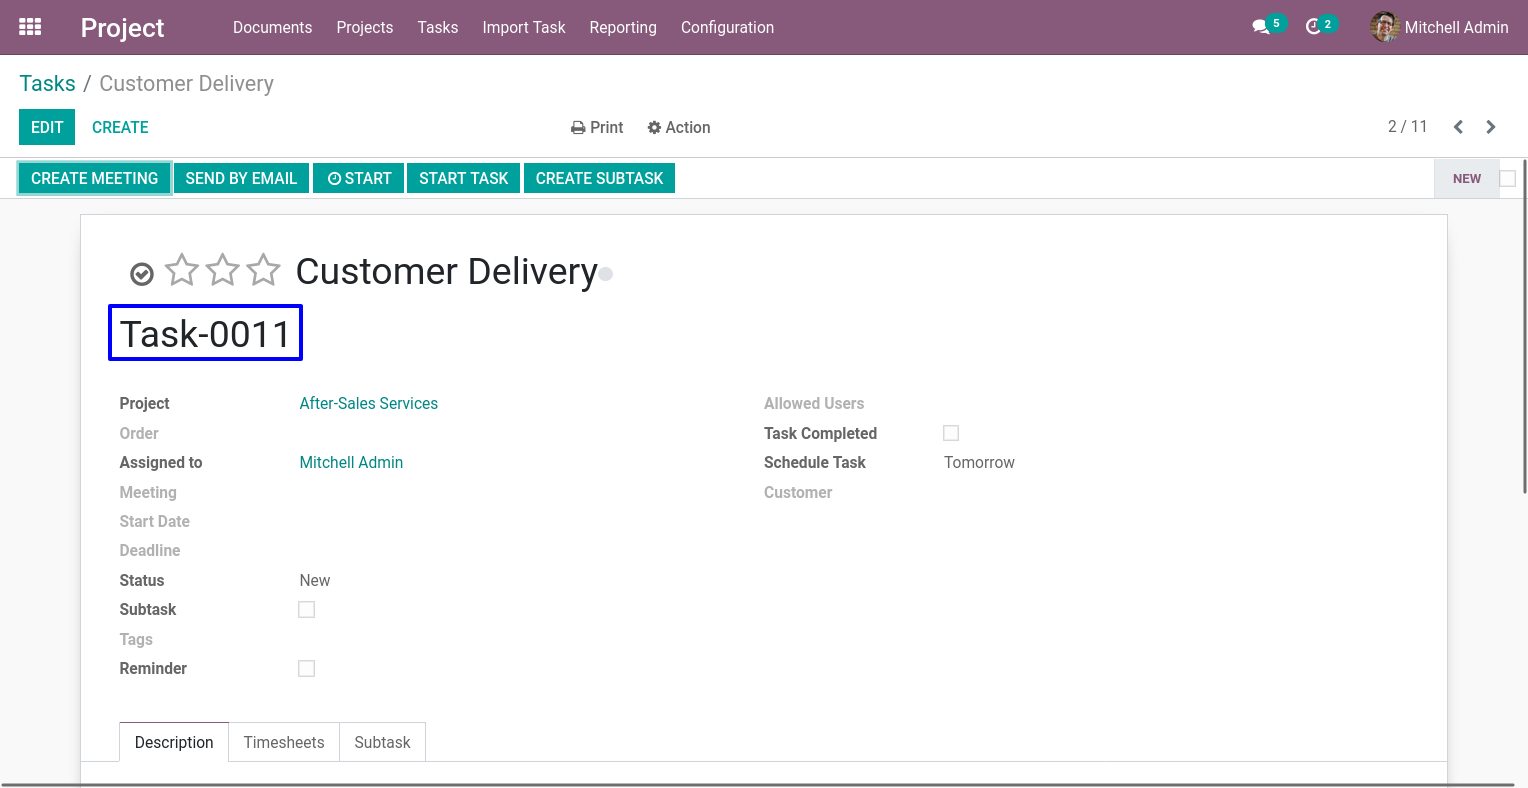 Project Documents Projects Tasks Import Task Reporting Configuration 5 2 Mitchell Admin
Tasks / Customer Delivery
EDIT CREATE Print Action 2 / 11
CREATE MEETING SEND BY EMAIL START START TASK CREATE SUBTASK NEW
Customer Delivery
Task-0011
Project After-Sales Services Allowed Users
Order Task Completed
Assigned to Mitchell Admin Schedule Task Tomorrow
Meeting Customer
Start Date
Deadline
Status New
Subtask
Tags
Reminder
Description Timesheets Subtask